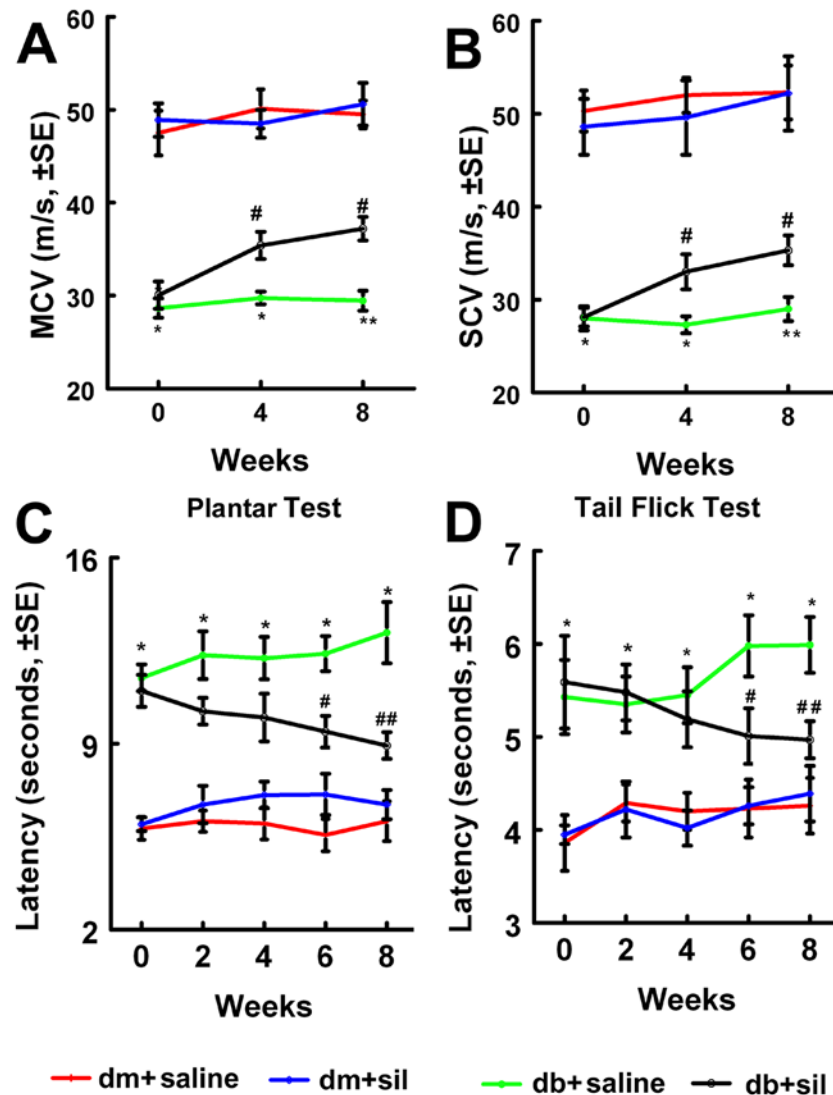 A
60
50
40
30
20
MCV (m/s, ±SE)
#
#
*
*
*
**
0 4 8
Weeks
B
60
50
40
30
20
SCV (m/s, ±SE)
#
#
*
*
**
0 4 8
Weeks
C
Plantar Test
16
9
2
Latency (seconds, ±SE)
* * * * *
# ##
0 2 4 6 8
Weeks
D
Tail Flick Test
7
6
5
4
3
Latency (seconds, ±SE)
* * * * *
# ##
0 2 4 6 8
Weeks
dm+saline dm+sil db+saline db+sil